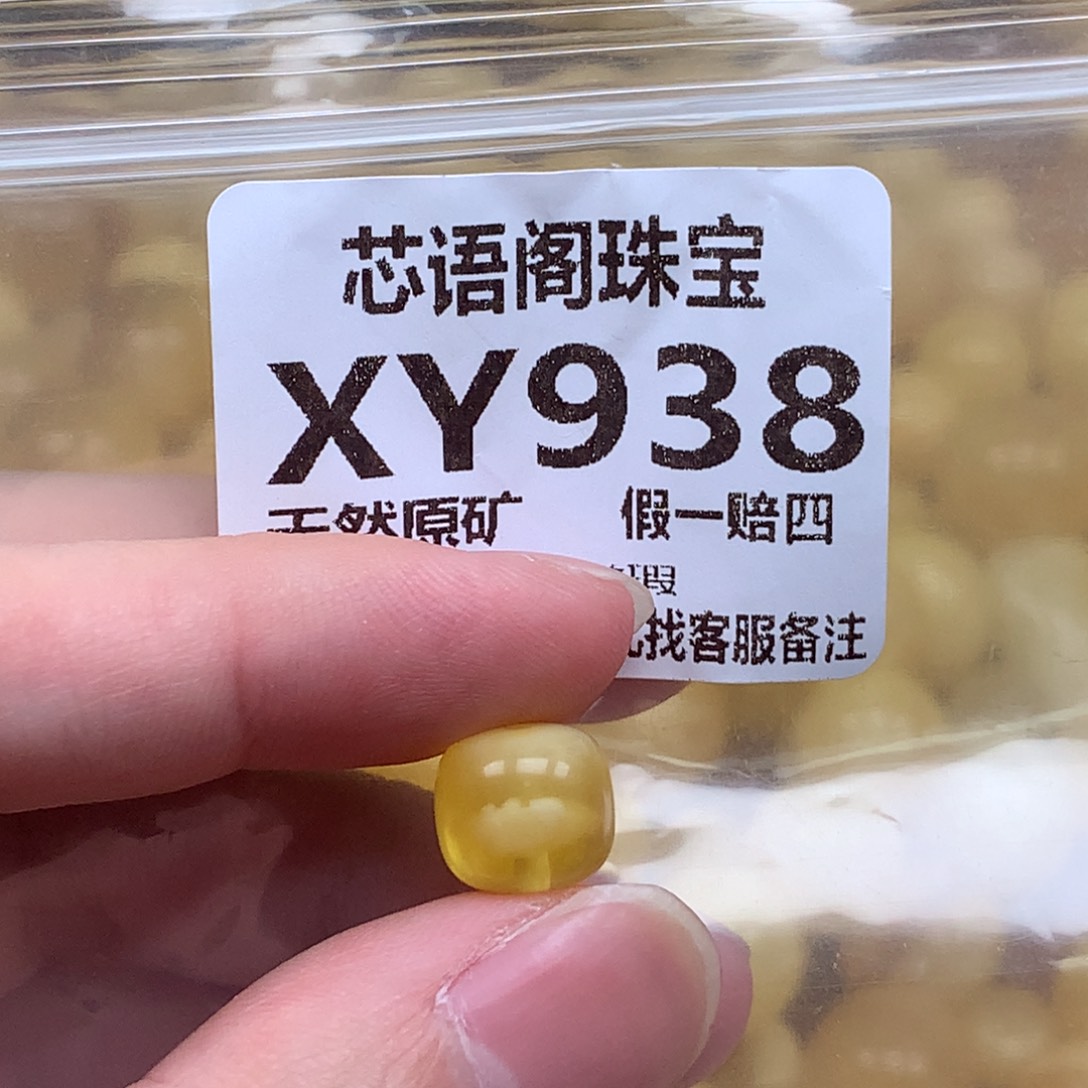 芯语阁珠宝
XY938
天然原矿 假一赔四
找客服备注